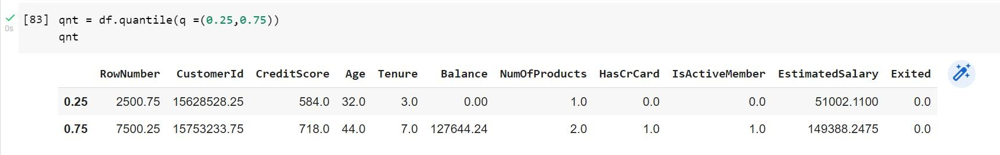 [83] qnt = df.quantile(q =(0.25,0.75))
0s
qnt
RowNumber CustomerId CreditScore Age Tenure Balance NumOfProducts HasCrCard IsActiveMember EstimatedSalary Exited
0.25 2500.75 15628528.25 584.0 32.0 3.0 0.00 1.0 0.0 0.0 51002.1100 0.0
0.75 7500.25 15753233.75 718.0 44.0 7.0 127644.24 2.0 1.0 1.0 149388.2475 0.0